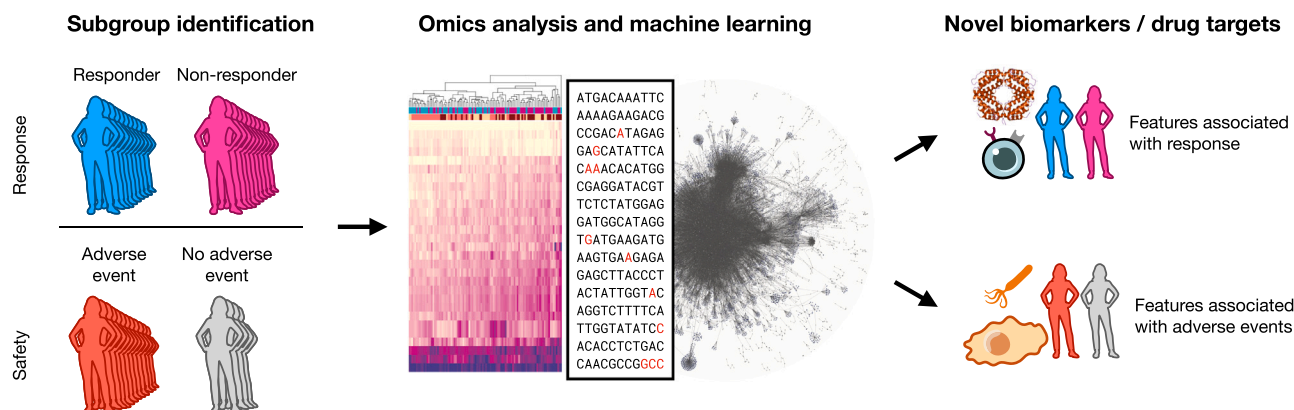 Subgroup identification
Omics analysis and machine learning
Novel biomarkers / drug targets
Responder
Non-responder
Response
Adverse
event
No adverse
event
Safety
ATGACAAATTC
AAAAGAAGACG
CCGACATAGAG
GAGCATATTCA
CAAACACATGG
CGAGGATACGT
TCTCTATGGAG
GATGGCATAGG
TGATGAAGATG
AAGTGAAGAGA
GAGCTTACCCT
ACTATTGGTAC
AGGTCTTTTCA
TTGGTATATCC
ACACCTCTGAC
CAACGCCGGCC
Features associated
with response
Features associated
with adverse events